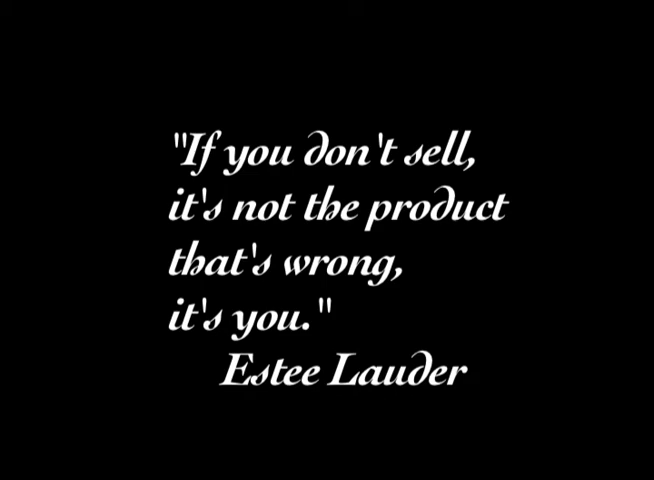 "If you don't sell,
it's not the product
that's wrong,
it's you."
Estee Lauder